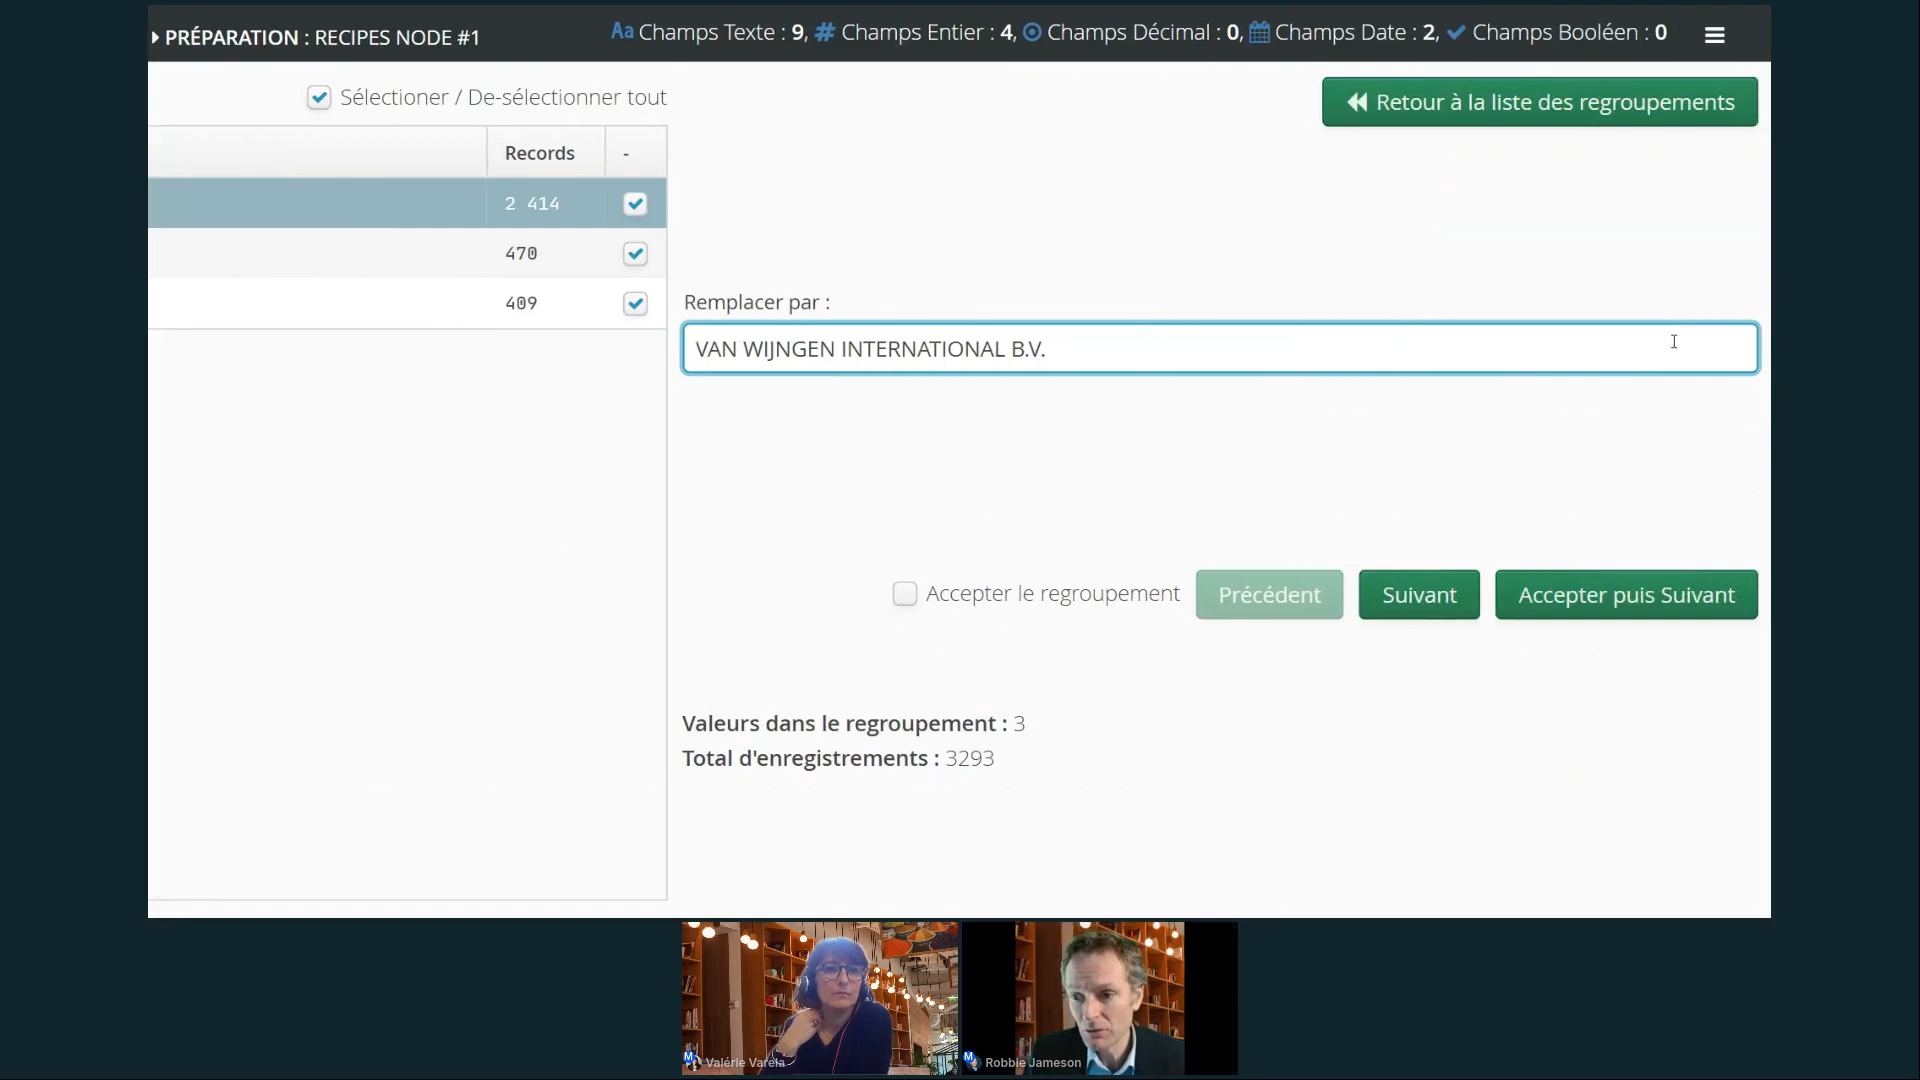 PRÉPARATION : RECIPES NODE #1
Aa Champs Texte : 9, # Champs Entier : 4, Champs Décimal : 0, Champs Date : 2, Champs Booléen : 0
Sélectioner / De-sélectionner tout
Retour à la liste des regroupements
Records -
2 414
470
409
Remplacer par :
VAN WIJNGEN INTERNATIONAL B.V.
Accepter le regroupement Précédent Suivant Accepter puis Suivant
Valeurs dans le regroupement : 3
Total d'enregistrements : 3293
M Valérie Varela
M Robbie Jameson